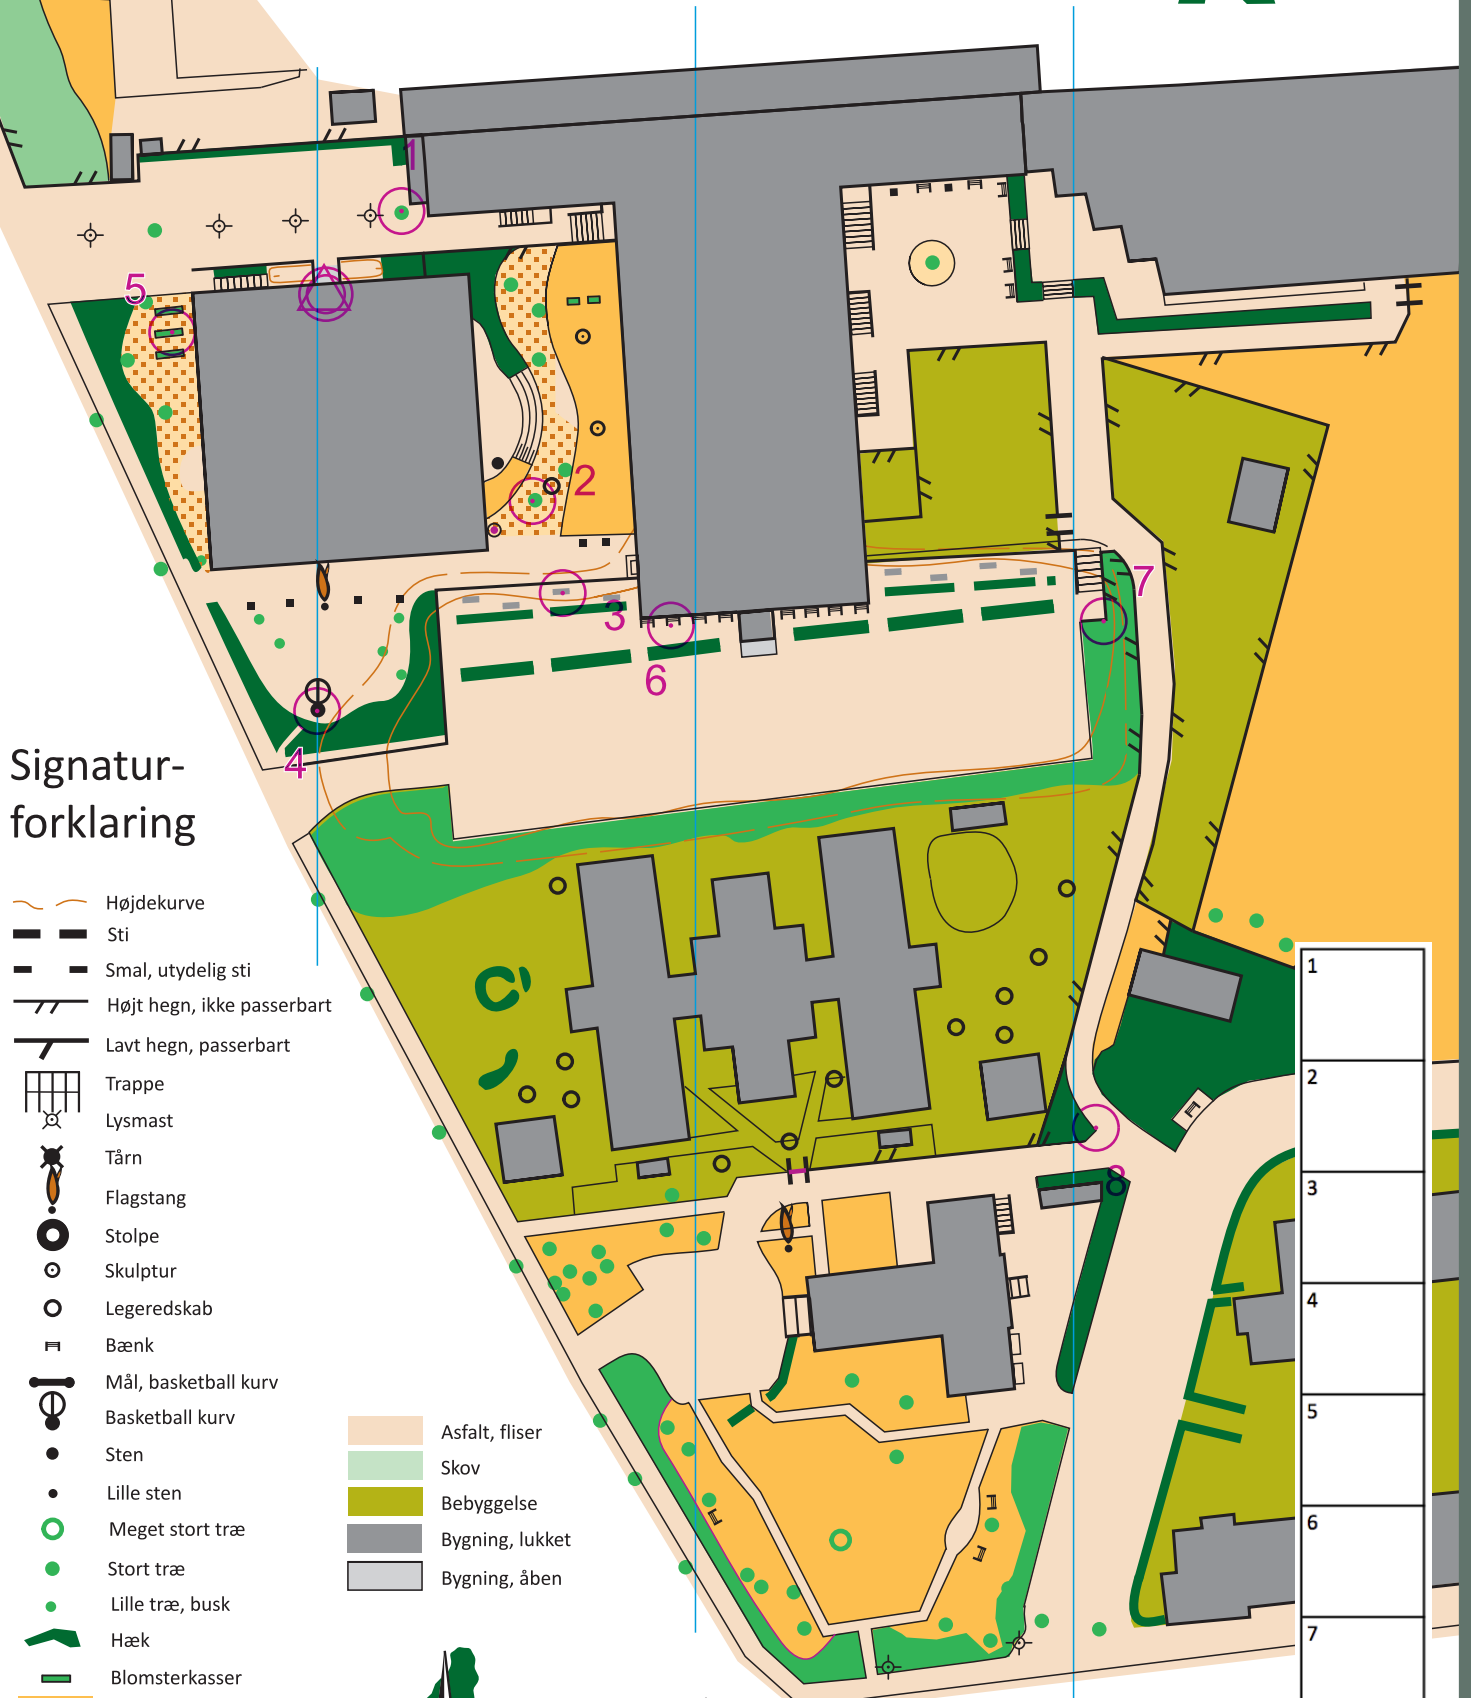 1
5
2
3
6
7
4
8
Signatur-
forklaring
Højdekurve
Sti
Smal, utydelig sti
Højt hegn, ikke passerbart
Lavt hegn, passerbart
Trappe
Lysmast
Tårn
Flagstang
Stolpe
Skulptur
Legeredskab
Bænk
Mål, basketball kurv
Basketball kurv
Sten
Lille sten
Meget stort træ
Stort træ
Lille træ, busk
Hæk
Blomsterkasser
Asfalt, fliser
Skov
Bebyggelse
Bygning, lukket
Bygning, åben
1
2
3
4
5
6
7